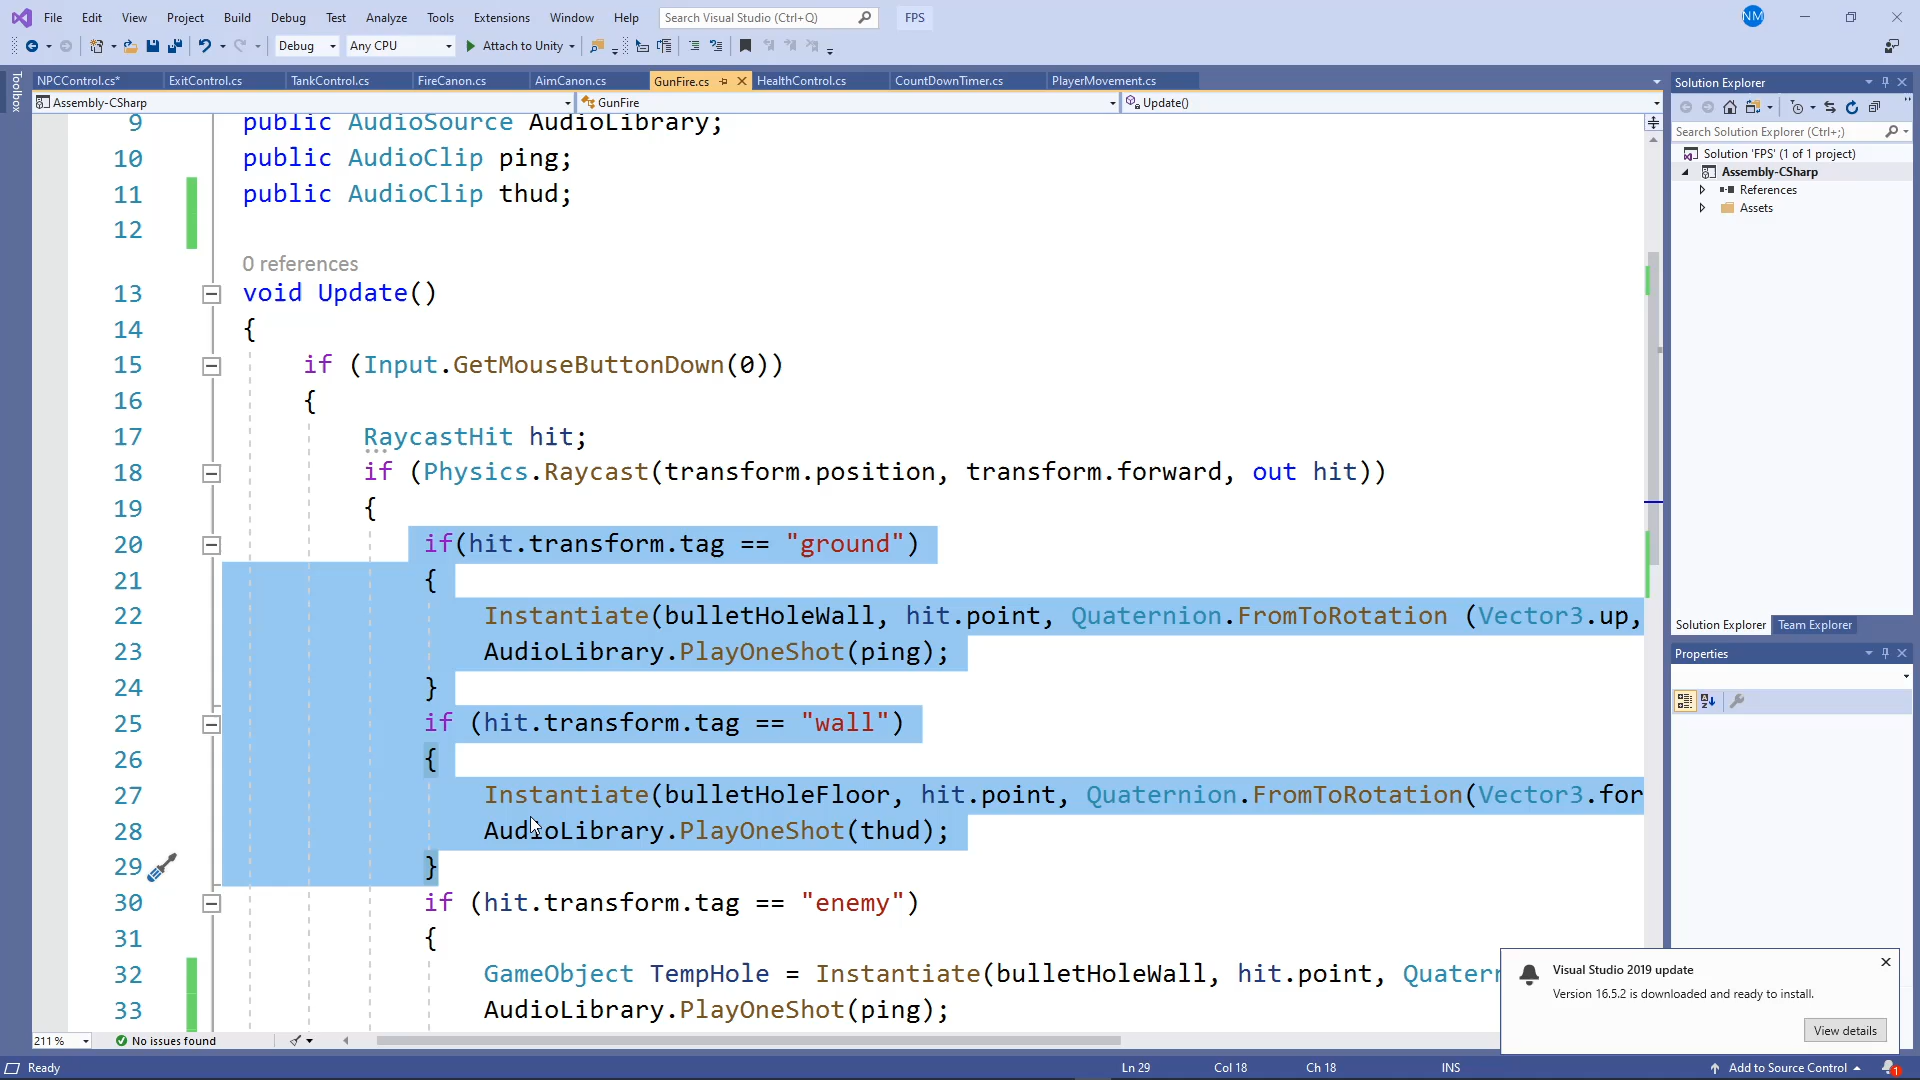 File Edit View Project Build Debug Test Analyze Tools Extensions Window Help Search Visual Studio (Ctrl+Q) FPS NM
Debug Any CPU Attach to Unity
Toolbox
NPCControl.cs* ExitControl.cs TankControl.cs FireCanon.cs AimCanon.cs GunFire.cs HealthControl.cs CountDownTimer.cs PlayerMovement.cs
Assembly-CSharp GunFire Update()
9 public AudioSource AudioLibrary;
10 public AudioClip ping;
11 public AudioClip thud;
12
0 references
13 void Update()
14 {
15 if (Input.GetMouseButtonDown(0))
16 {
17 RaycastHit hit;
18 if (Physics.Raycast(transform.position, transform.forward, out hit))
19 {
20 if(hit.transform.tag == "ground")
21 {
22 Instantiate(bulletHoleWall, hit.point, Quaternion.FromToRotation (Vector3.up,
23 AudioLibrary.PlayOneShot(ping);
24 }
25 if (hit.transform.tag == "wall")
26 {
27 Instantiate(bulletHoleFloor, hit.point, Quaternion.FromToRotation(Vector3.for
28 AudioLibrary.PlayOneShot(thud);
29 }
30 if (hit.transform.tag == "enemy")
31 {
32 GameObject TempHole = Instantiate(bulletHoleWall, hit.point, Quatern
33 AudioLibrary.PlayOneShot(ping);
211 % No issues found
Ready Ln 29 Col 18 Ch 18 INS Add to Source Control 1
Solution Explorer
Search Solution Explorer (Ctrl+;)
Solution 'FPS' (1 of 1 project)
Assembly-CSharp
References
Assets
Solution Explorer Team Explorer
Properties
Visual Studio 2019 update
Version 16.5.2 is downloaded and ready to install.
View details